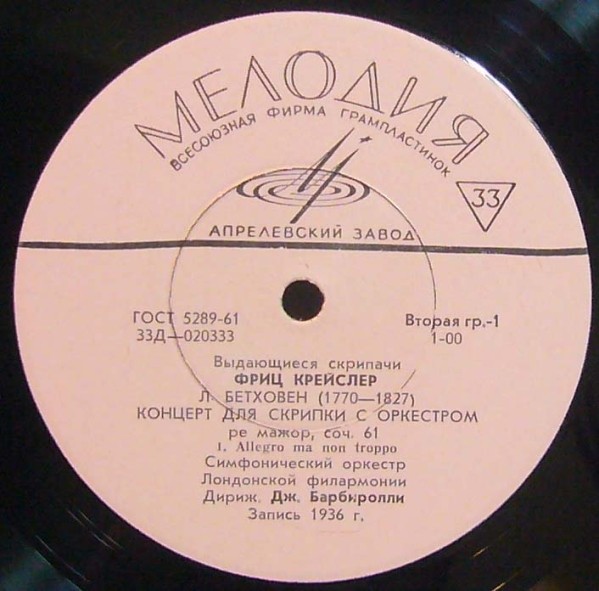 МЕЛОДИЯ
ВСЕСОЮЗНАЯ ФИРМА ГРАМПЛАСТИНОК
33
АПРЕЛЕВСКИЙ ЗАВОД
ГОСТ 5289-61
33Д—020333
Вторая гр.-1
1-00
Выдающиеся скрипачи
ФРИЦ КРЕЙСЛЕР
Л. БЕТХОВЕН (1770—1827)
КОНЦЕРТ ДЛЯ СКРИПКИ С ОРКЕСТРОМ
ре мажор, соч. 61
1. Allegro ma non troppo
Симфонический оркестр
Лондонской филармонии
Дириж. Дж. Барбиролли
Запись 1936 г.